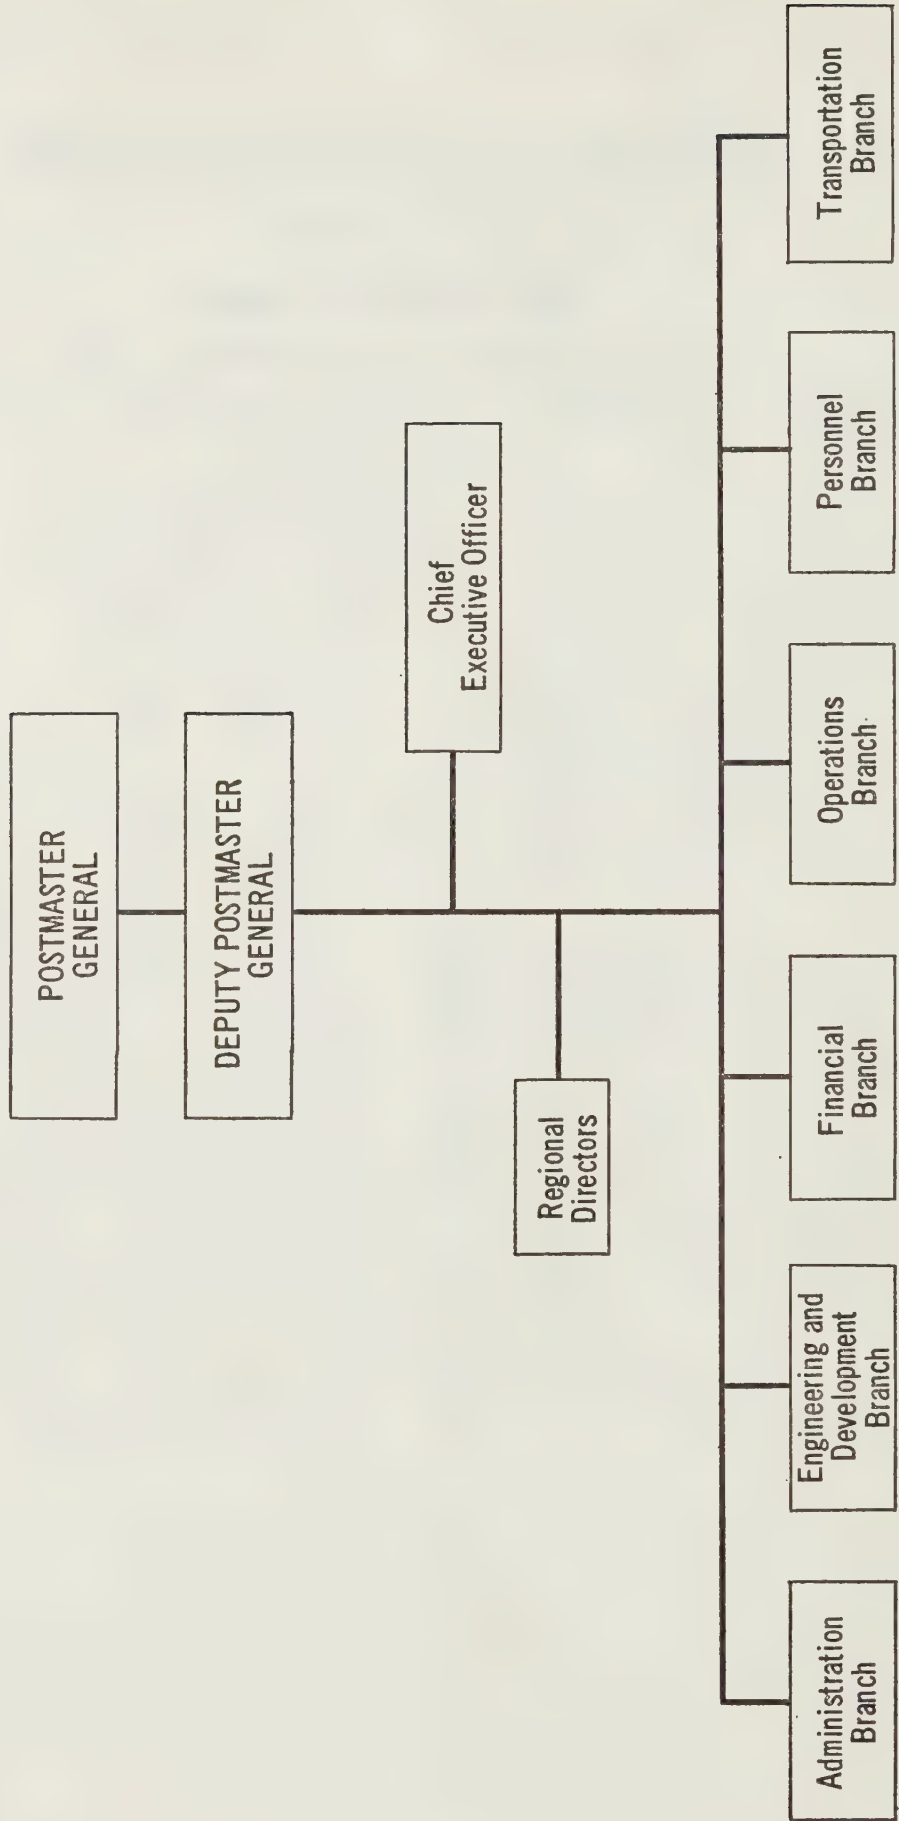 POSTMASTER
GENERAL
DEPUTY POSTMASTER
GENERAL
Chief
Executive Officer
Regional
Directors
Administration
Branch
Engineering and
Development
Branch
Financial
Branch
Operations
Branch
Personnel
Branch
Transportation
Branch